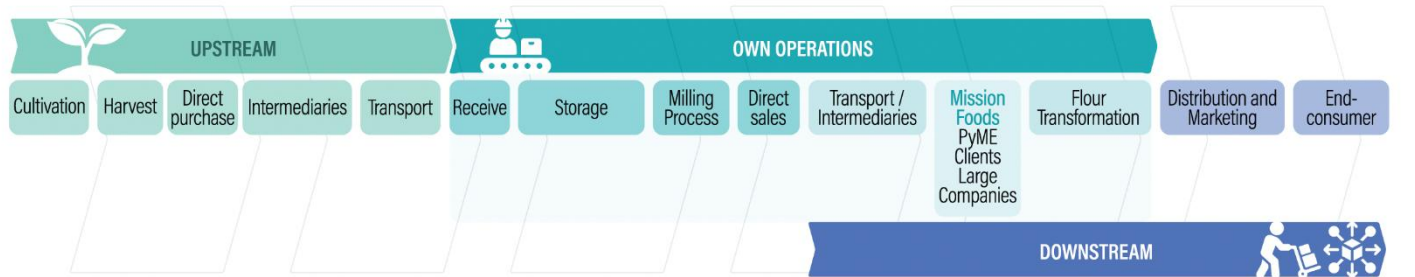 UPSTREAM
OWN OPERATIONS
Cultivation
Harvest
Direct
purchase
Intermediaries
Transport
Receive
Storage
Milling
Process
Direct
sales
Transport /
Intermediaries
Mission
Foods
PyME
Clients
Large
Companies
Flour
Transformation
Distribution and
Marketing
End-
consumer
DOWNSTREAM